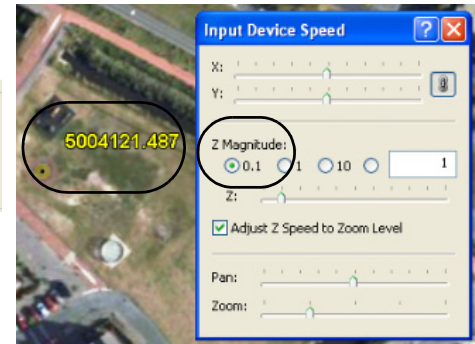 Input Device Speed
X:
Y:
5004121.487
Z Magnitude:
0.1 1 10 1
Z:
Adjust Z Speed to Zoom Level
Pan:
Zoom: